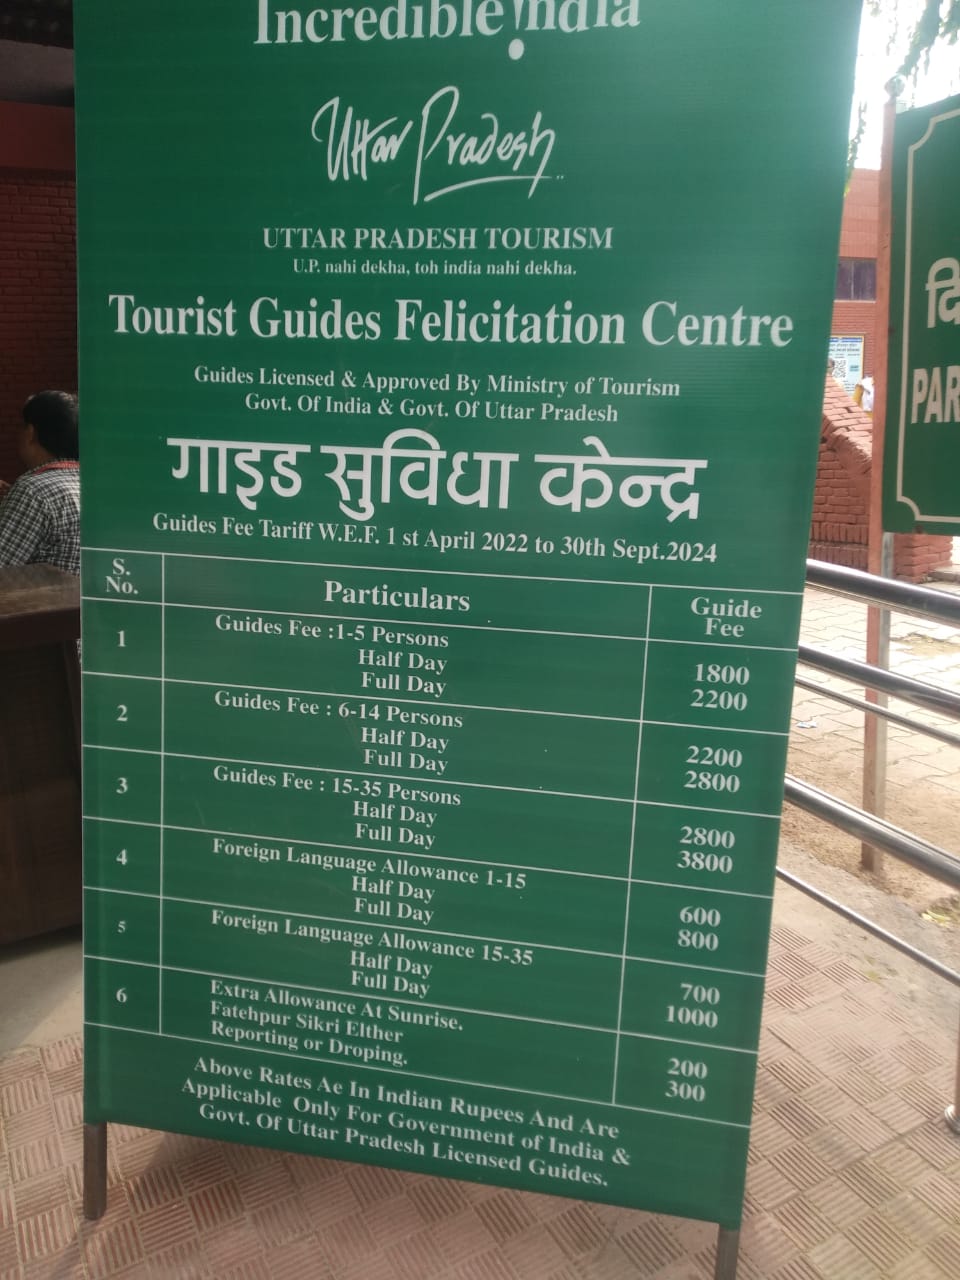 Incredible!ndia
Uttar Pradesh
UTTAR PRADESH TOURISM
U.P. nahi dekha, toh india nahi dekha.
Tourist Guides Felicitation Centre
Guides Licensed & Approved By Ministry of Tourism
Govt. Of India & Govt. Of Uttar Pradesh
गाइड सुविधा केन्द्र
Guides Fee Tariff W.E.F. 1 st April 2022 to 30th Sept.2024
S. No. Particulars Guide Fee
1 Guides Fee :1-5 Persons
Half Day 1800
Full Day 2200
2 Guides Fee : 6-14 Persons
Half Day 2200
Full Day 2800
3 Guides Fee : 15-35 Persons
Half Day 2800
Full Day 3800
4 Foreign Language Allowance 1-15
Half Day 600
Full Day 800
5 Foreign Language Allowance 15-35
Half Day 700
Full Day 1000
6 Extra Allowance At Sunrise. 200
Fatehpur Sikri Elther 300
Reporting or Droping.
Above Rates Ae In Indian Rupees And Are
Applicable Only For Government of India &
Govt. Of Uttar Pradesh Licensed Guides.
दि
PAR